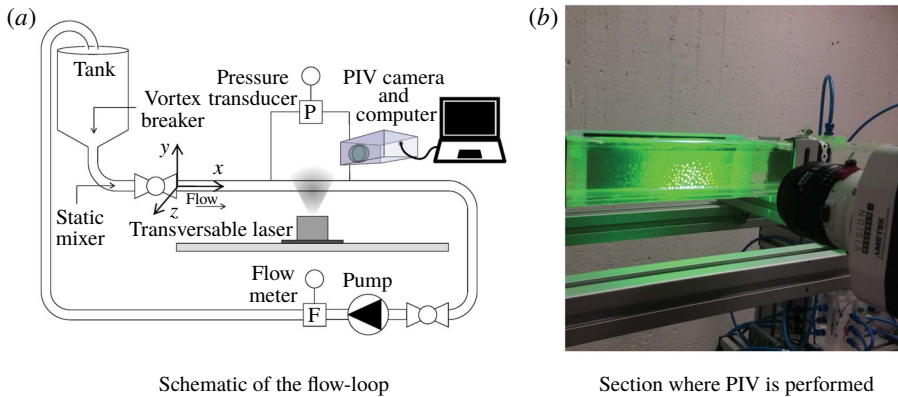 (a)
Tank
Vortex
breaker
Pressure
transducer
P
PIV camera
and
computer
y
x
z
Flow
Static
mixer
Transversable laser
Flow
meter
Pump
F
Schematic of the flow-loop
(b)
VISION
AMETEK
Section where PIV is performed